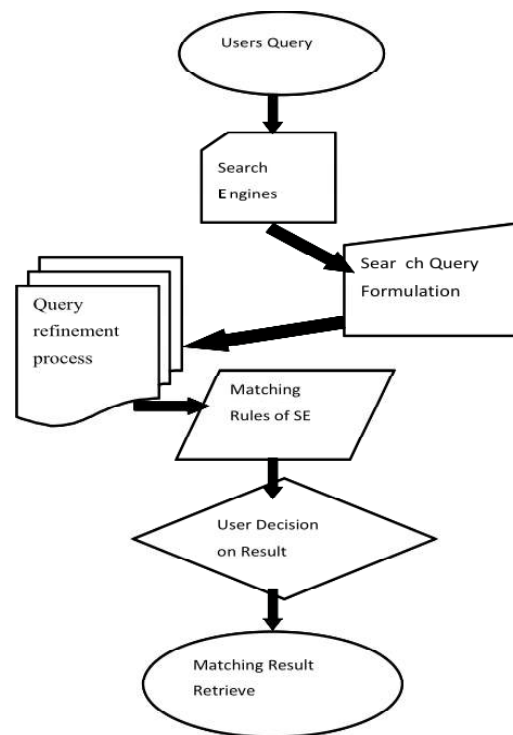 Users Query
Search
Engines
Sear ch Query
Formulation
Query
refinement
process
Matching
Rules of SE
User Decision
on Result
Matching Result
Retrieve